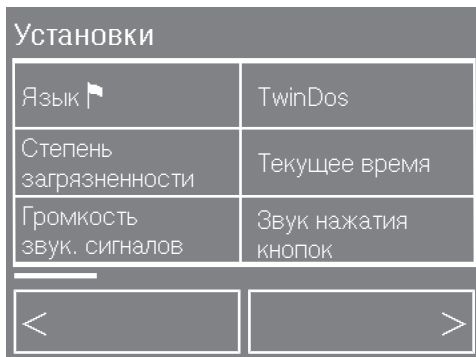 Установки
Язык
TwinDos
Степень
загрязненности
Текущее время
Громкость
звук. сигналов
Звук нажатия
кнопок
<
>